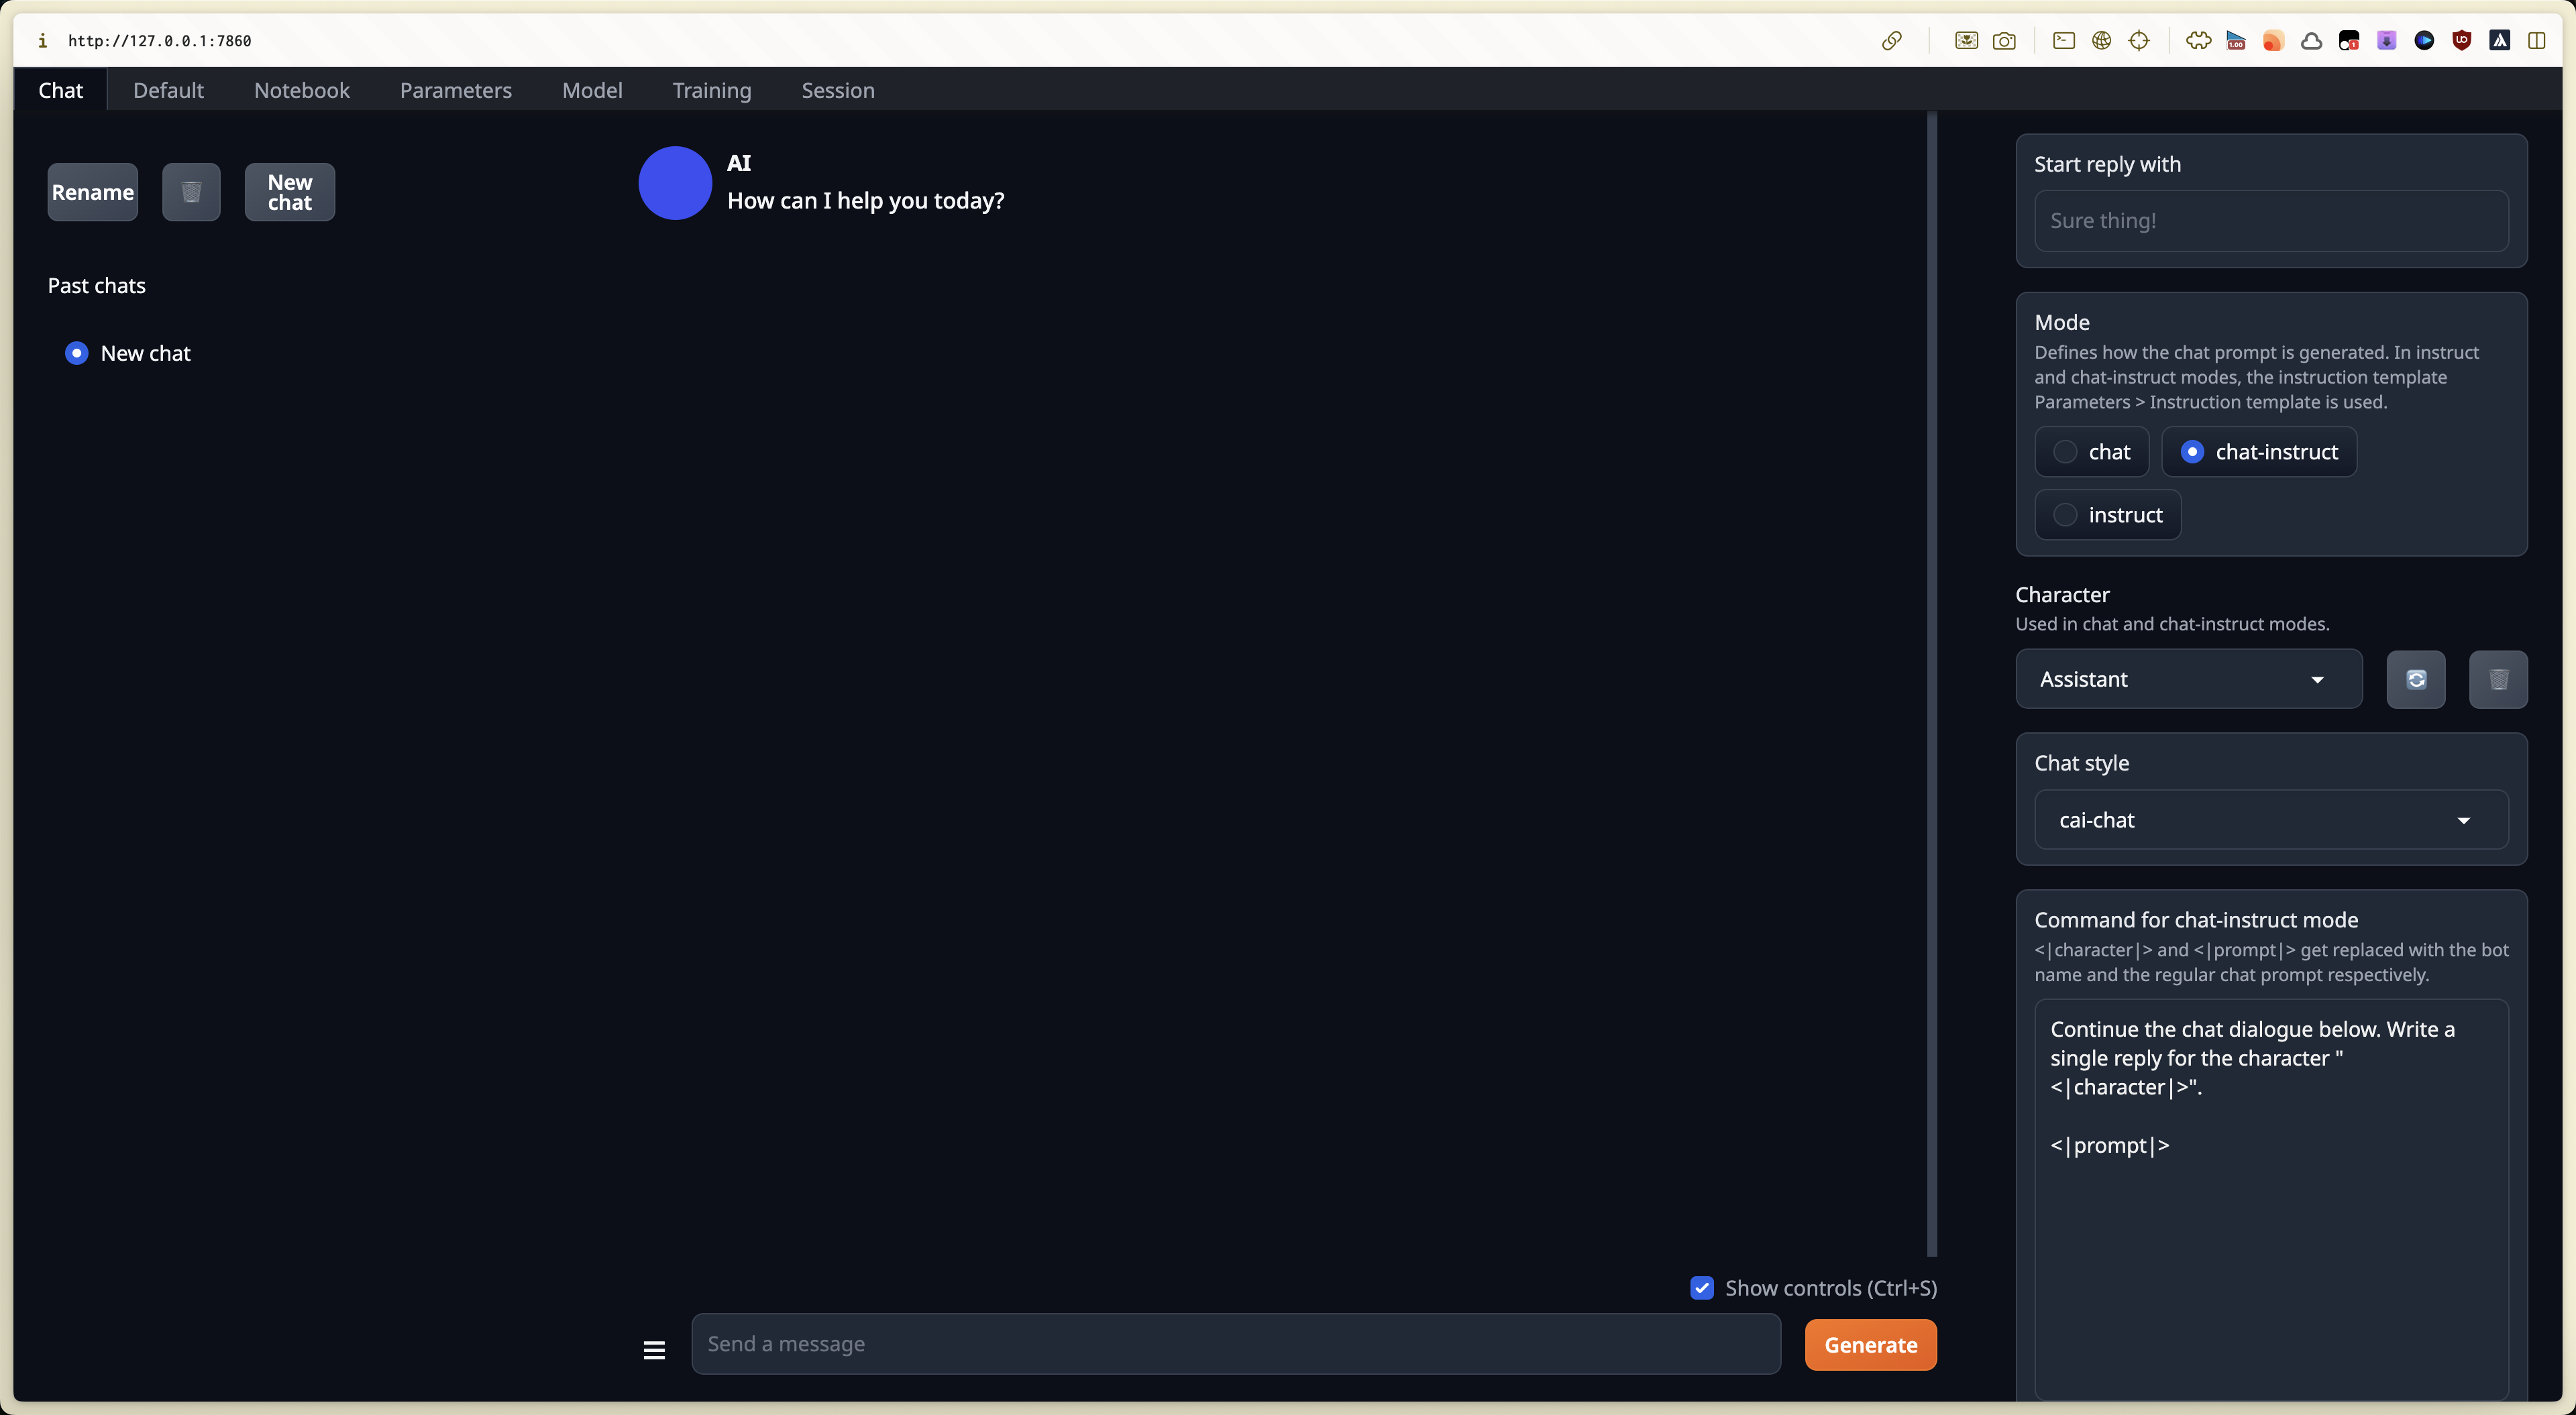 http://127.0.0.1:7860
Chat
Default
Notebook
Parameters
Model
Training
Session
Rename
New
chat
Past chats
New chat
AI
How can I help you today?
Show controls (Ctrl+S)
Send a message
Generate
Start reply with
Sure thing!
Mode
Defines how the chat prompt is generated. In instruct
and chat-instruct modes, the instruction template
Parameters > Instruction template is used.
chat
chat-instruct
instruct
Character
Used in chat and chat-instruct modes.
Assistant
Chat style
cai-chat
Command for chat-instruct mode
<|character|> and <|prompt|> get replaced with the bot
name and the regular chat prompt respectively.
Continue the chat dialogue below. Write a
single reply for the character "
<|character|>".
<|prompt|>